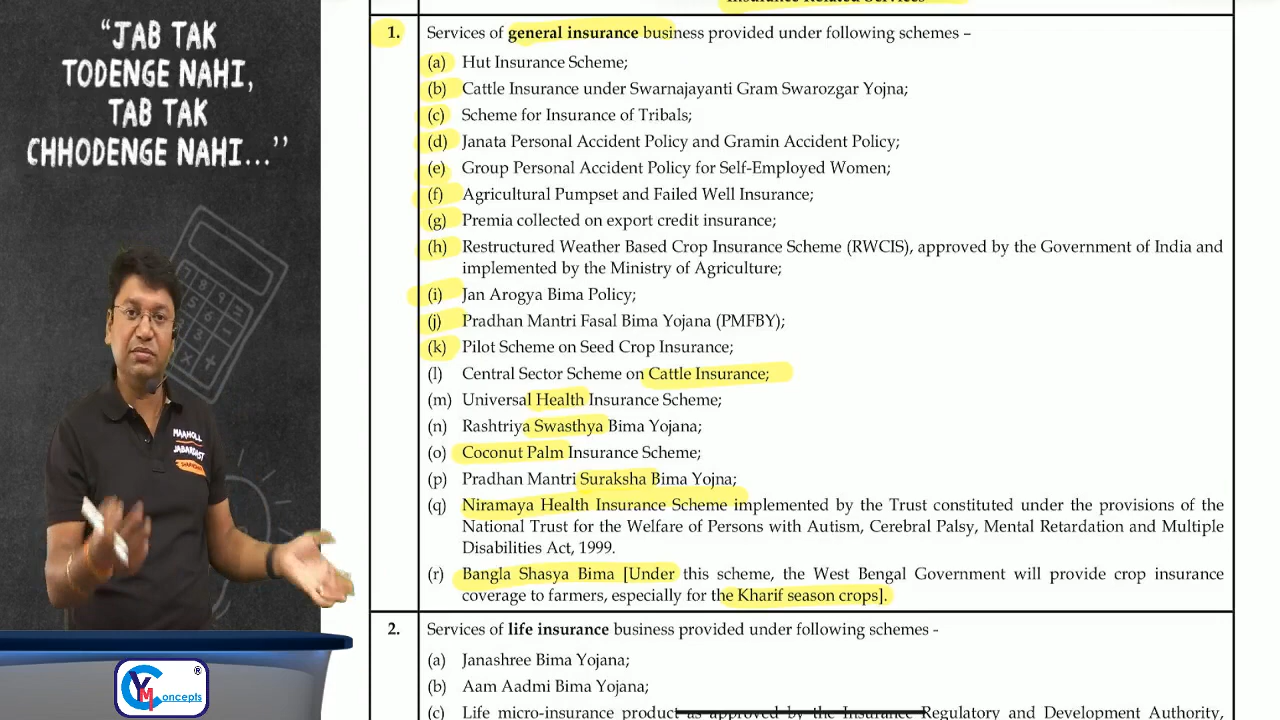 Insurance Related Services
"JAB TAK
TODENGE NAHI,
TAB TAK
CHHODENGE NAHI...''
1. Services of general insurance business provided under following schemes –
(a) Hut Insurance Scheme;
(b) Cattle Insurance under Swarnajayanti Gram Swarozgar Yojna;
(c) Scheme for Insurance of Tribals;
(d) Janata Personal Accident Policy and Gramin Accident Policy;
(e) Group Personal Accident Policy for Self-Employed Women;
(f) Agricultural Pumpset and Failed Well Insurance;
(g) Premia collected on export credit insurance;
(h) Restructured Weather Based Crop Insurance Scheme (RWCIS), approved by the Government of India and
implemented by the Ministry of Agriculture;
(i) Jan Arogya Bima Policy;
(j) Pradhan Mantri Fasal Bima Yojana (PMFBY);
(k) Pilot Scheme on Seed Crop Insurance;
(l) Central Sector Scheme on Cattle Insurance;
(m) Universal Health Insurance Scheme;
(n) Rashtriya Swasthya Bima Yojana;
(o) Coconut Palm Insurance Scheme;
(p) Pradhan Mantri Suraksha Bima Yojna;
(q) Niramaya Health Insurance Scheme implemented by the Trust constituted under the provisions of the
National Trust for the Welfare of Persons with Autism, Cerebral Palsy, Mental Retardation and Multiple
Disabilities Act, 1999.
(r) Bangla Shasya Bima [Under this scheme, the West Bengal Government will provide crop insurance
coverage to farmers, especially for the Kharif season crops].
2. Services of life insurance business provided under following schemes -
(a) Janashree Bima Yojana;
(b) Aam Aadmi Bima Yojana;
(c) Life micro-insurance product as approved by the Insurance Regulatory and Development Authority,
MAAHOLL
JABARDAST
YM Concepts ®